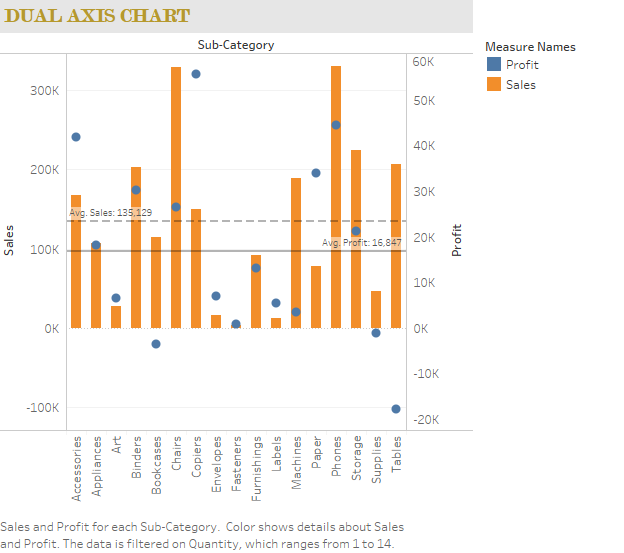 DUAL AXIS CHART
Sub-Category
Measure Names
Profit
Sales
300K
200K
100K
0K
-100K
Sales
60K
50K
40K
30K
20K
10K
0K
-10K
-20K
Profit
Avg. Sales: 135,129
Avg. Profit: 16,847
Accessories
Appliances
Art
Binders
Bookcases
Chairs
Copiers
Envelopes
Fasteners
Furnishings
Labels
Machines
Paper
Phones
Storage
Supplies
Tables
Sales and Profit for each Sub-Category. Color shows details about Sales
and Profit. The data is filtered on Quantity, which ranges from 1 to 14.